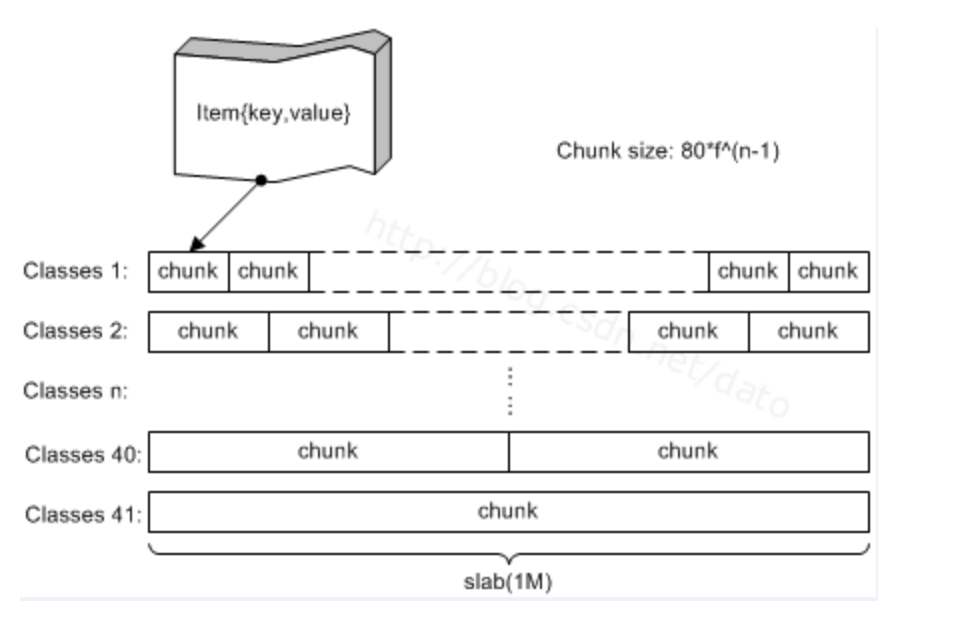 Item{key,value}
Chunk size: 80*f^(n-1)
http://blog.csdn.net/dato
Classes 1: chunk chunk chunk chunk
Classes 2: chunk chunk chunk chunk
Classes n:
Classes 40: chunk chunk
Classes 41: chunk
slab(1M)